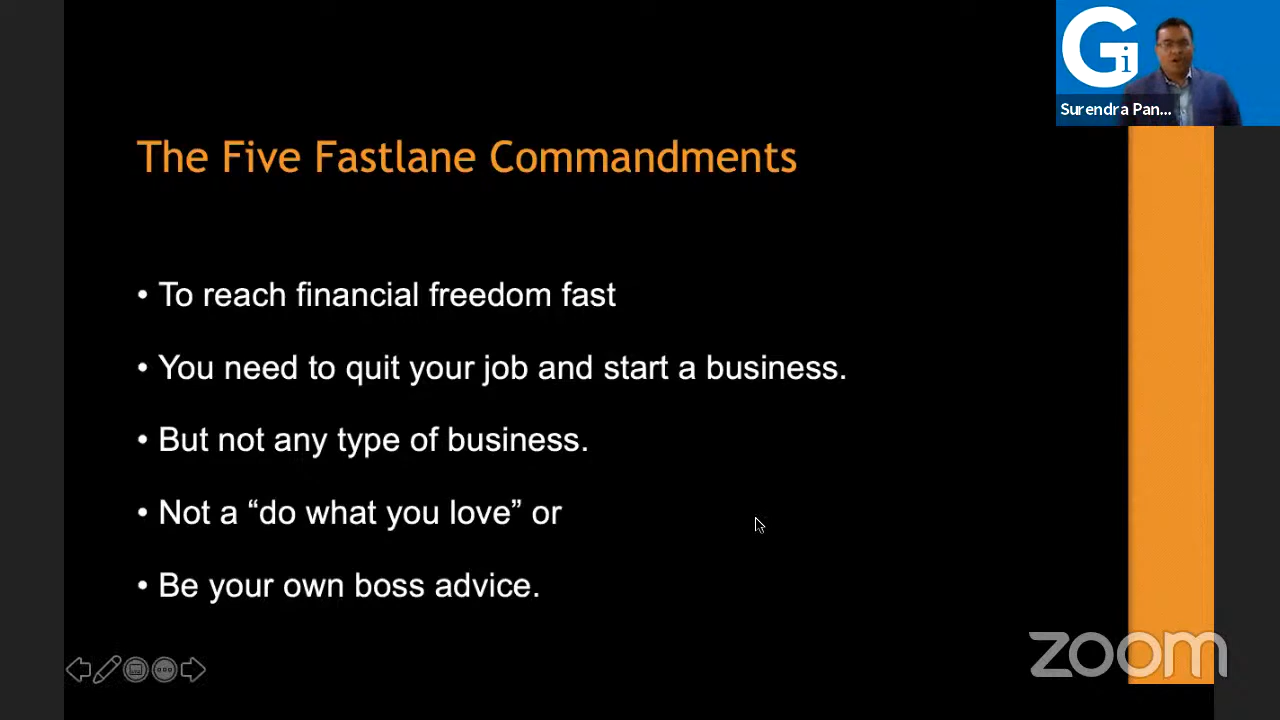 Gi
Surendra Pan...
The Five Fastlane Commandments
• To reach financial freedom fast
• You need to quit your job and start a business.
• But not any type of business.
• Not a “do what you love” or
• Be your own boss advice.
zoom